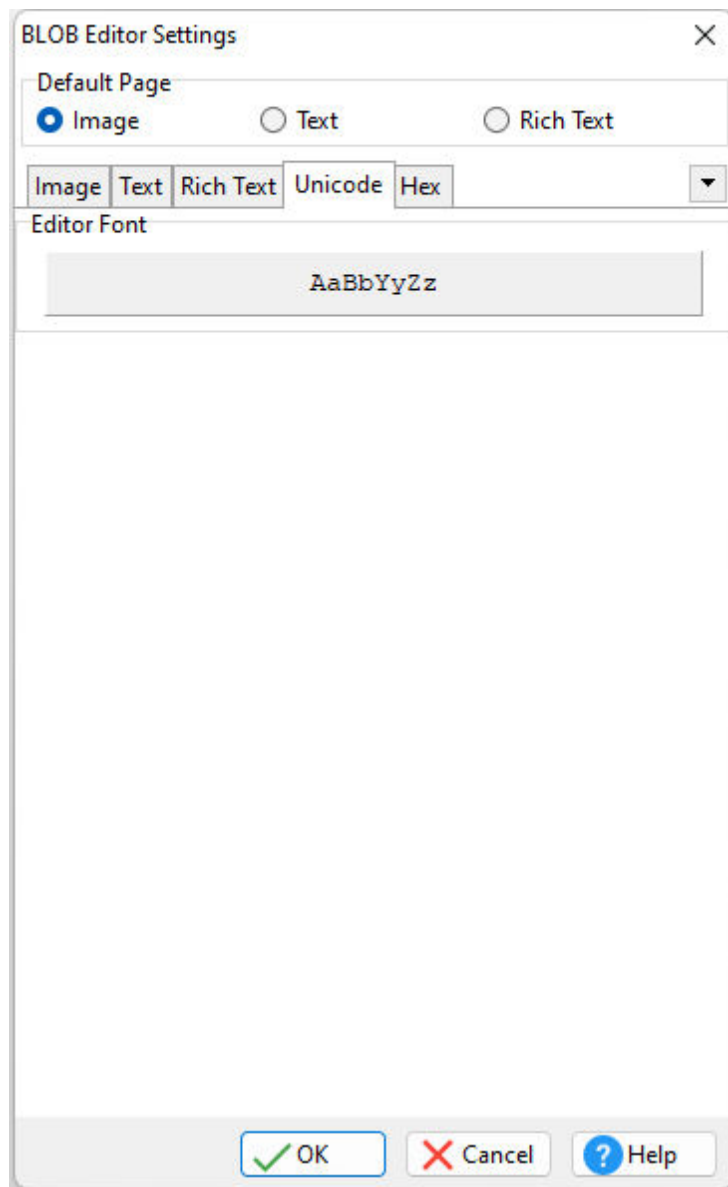 BLOB Editor Settings
Default Page
Image Text Rich Text
Image Text Rich Text Unicode Hex
Editor Font
AaBbYyZz
OK Cancel ? Help